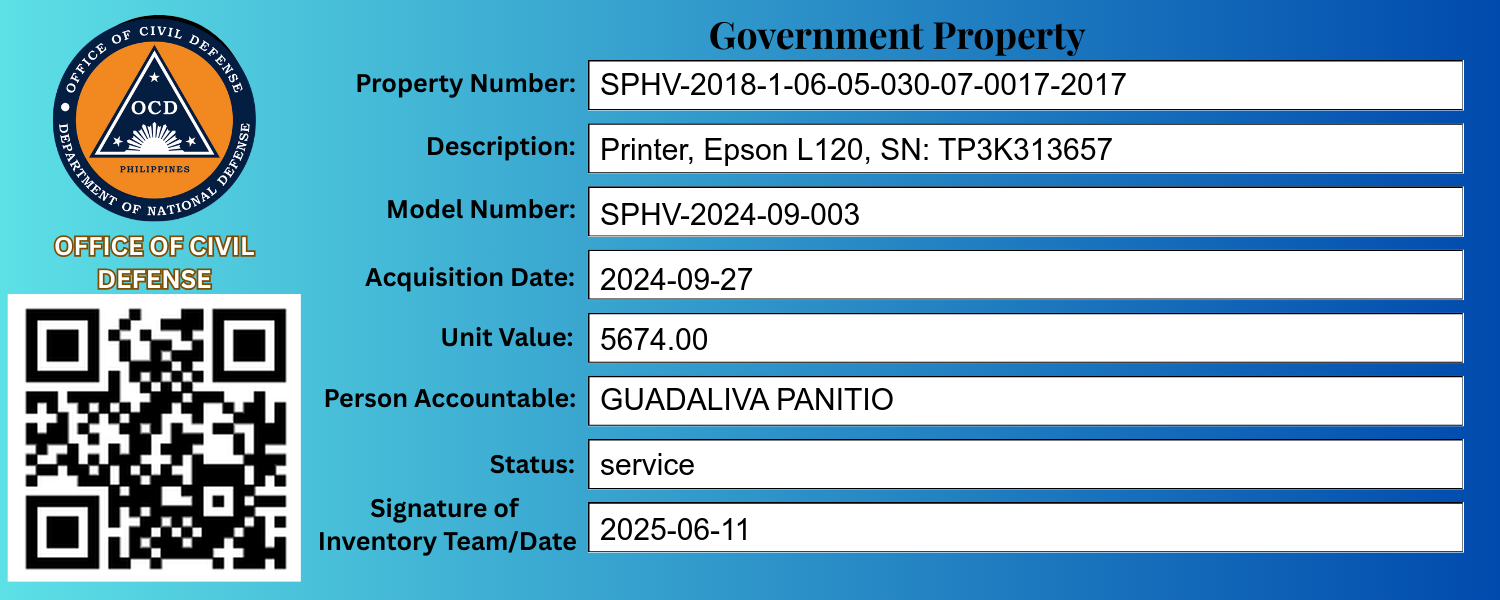 Government Property
OFFICE OF CIVIL DEFENSE
DEPARTMENT OF NATIONAL DEFENSE
OCD
PHILIPPINES
OFFICE OF CIVIL
DEFENSE
Property Number: SPHV-2018-1-06-05-030-07-0017-2017
Description: Printer, Epson L120, SN: TP3K313657
Model Number: SPHV-2024-09-003
Acquisition Date: 2024-09-27
Unit Value: 5674.00
Person Accountable: GUADALIVA PANITIO
Status: service
Signature of
Inventory Team/Date 2025-06-11